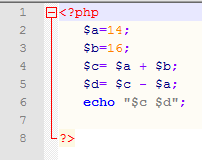 1 <?php
2 $a=14;
3 $b=16;
4 $c= $a + $b;
5 $d= $c - $a;
6 echo "$c $d";
7
8 ?>